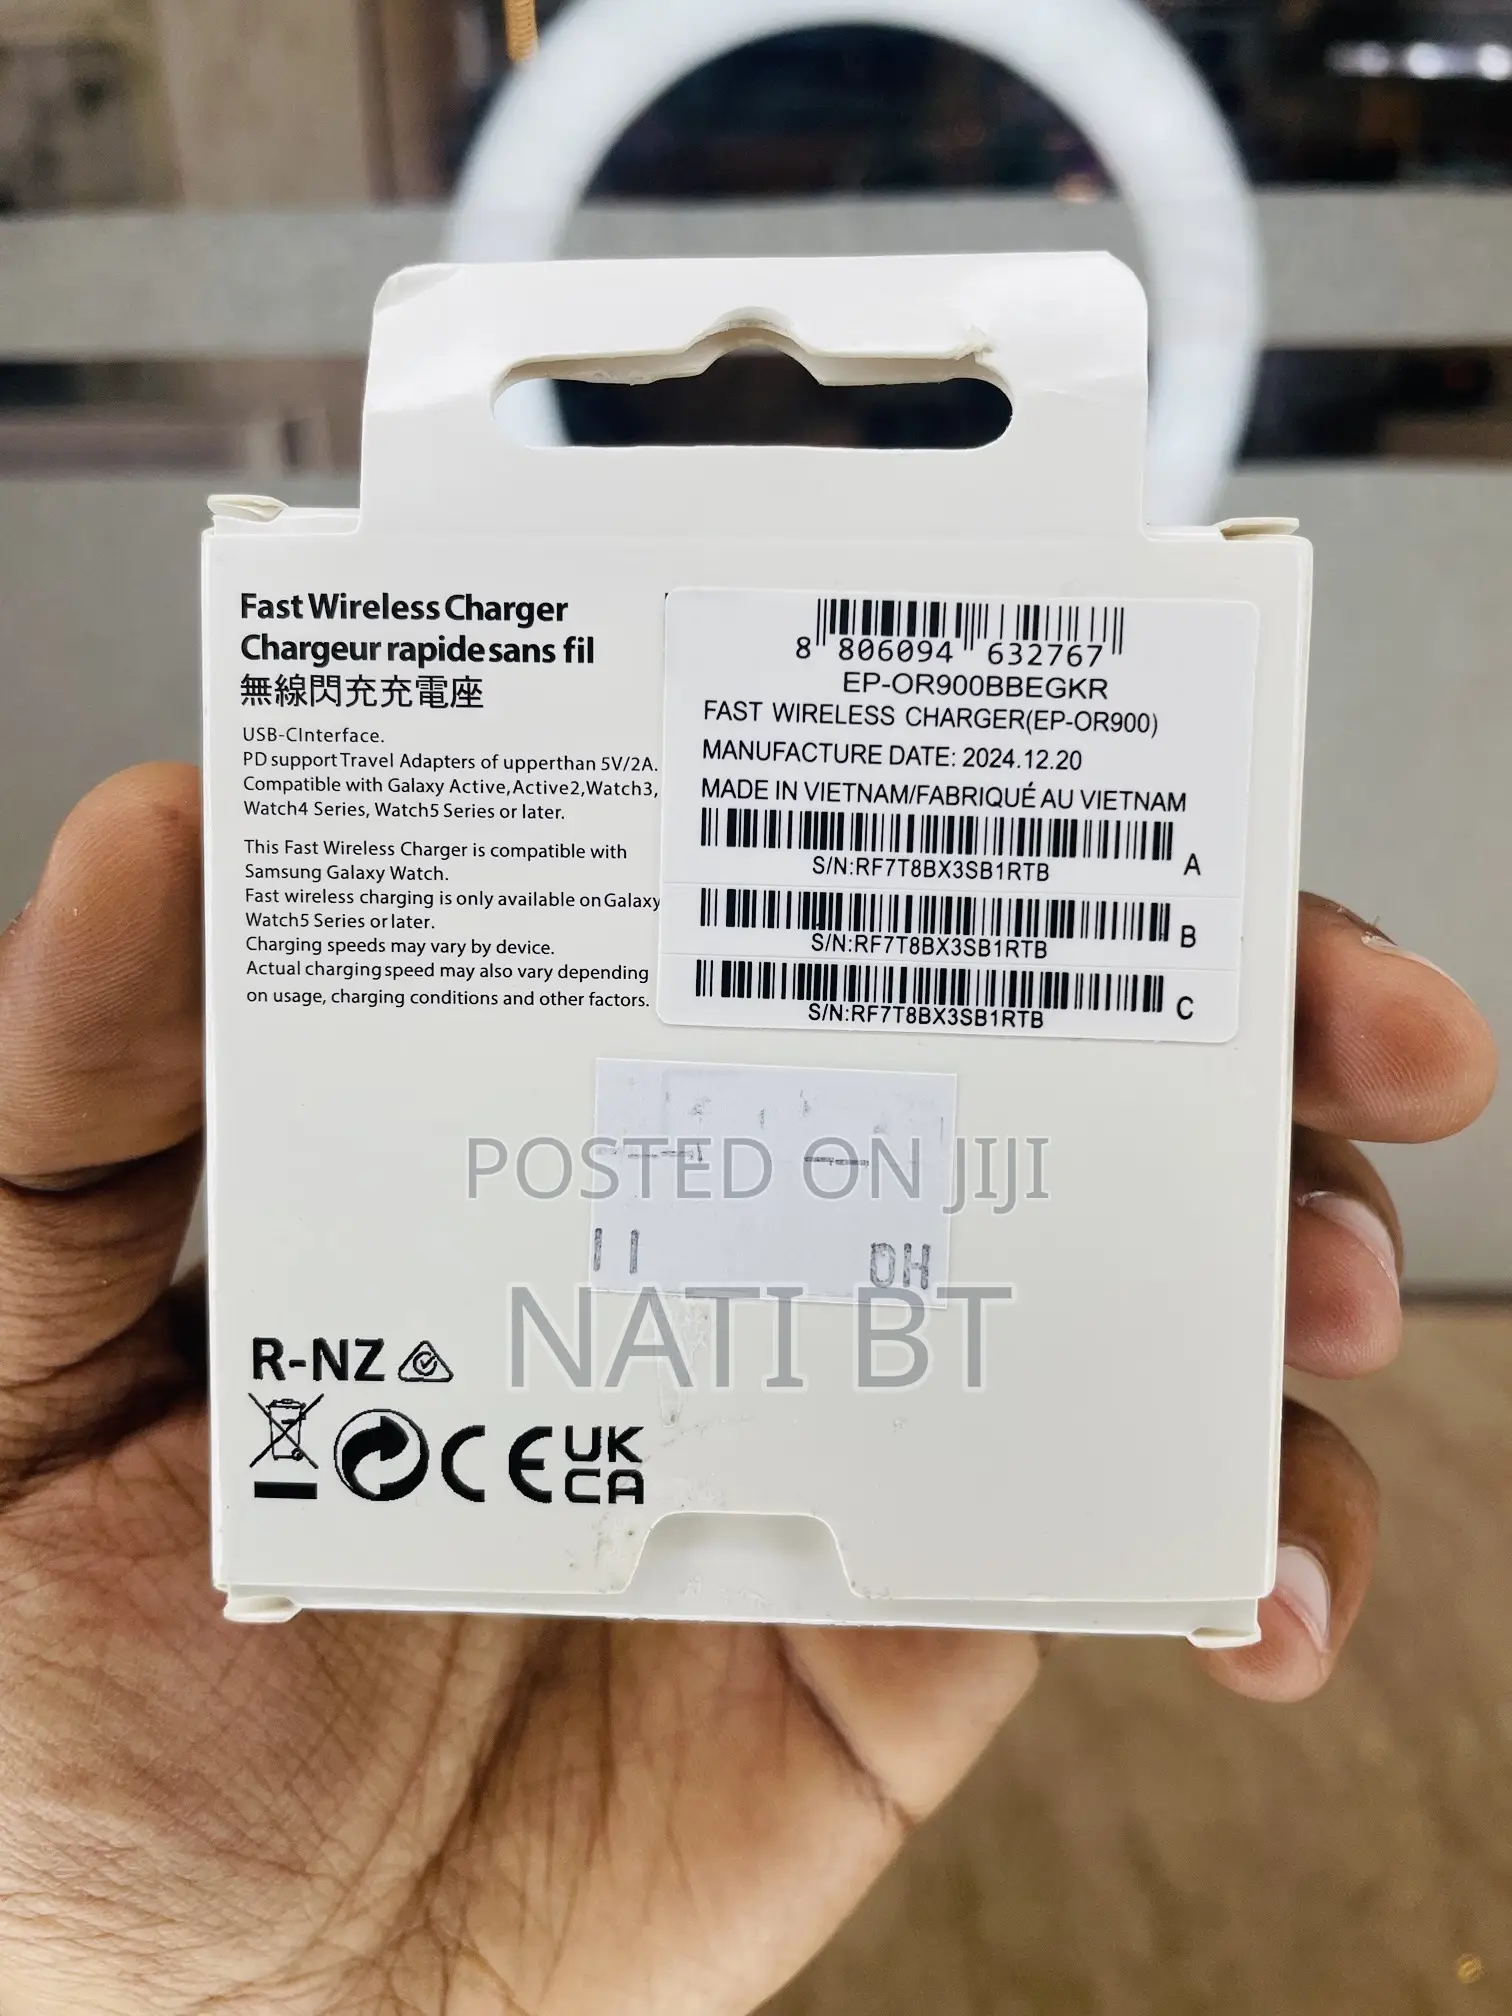 Fast Wireless Charger
Chargeur rapide sans fil
無線閃充充電座
USB-CInterface.
PD support Travel Adapters of upperthan 5V/2A.
Compatible with Galaxy Active,Active2,Watch3,
Watch4 Series, Watch5 Series or later.
This Fast Wireless Charger is compatible with
Samsung Galaxy Watch.
Fast wireless charging is only available on Galaxy
Watch5 Series or later.
Charging speeds may vary by device.
Actual charging speed may also vary depending
on usage, charging conditions and other factors.
8 806094 632767
EP-OR900BBEGKR
FAST WIRELESS CHARGER(EP-OR900)
MANUFACTURE DATE: 2024.12.20
MADE IN VIETNAM/FABRIQUÉ AU VIETNAM
S/N:RF7T8BX3SB1RTB A
S/N:RF7T8BX3SB1RTB B
S/N:RF7T8BX3SB1RTB C
POSTED ON JIJI
NATI BT
R-NZ
CE
UK
CA